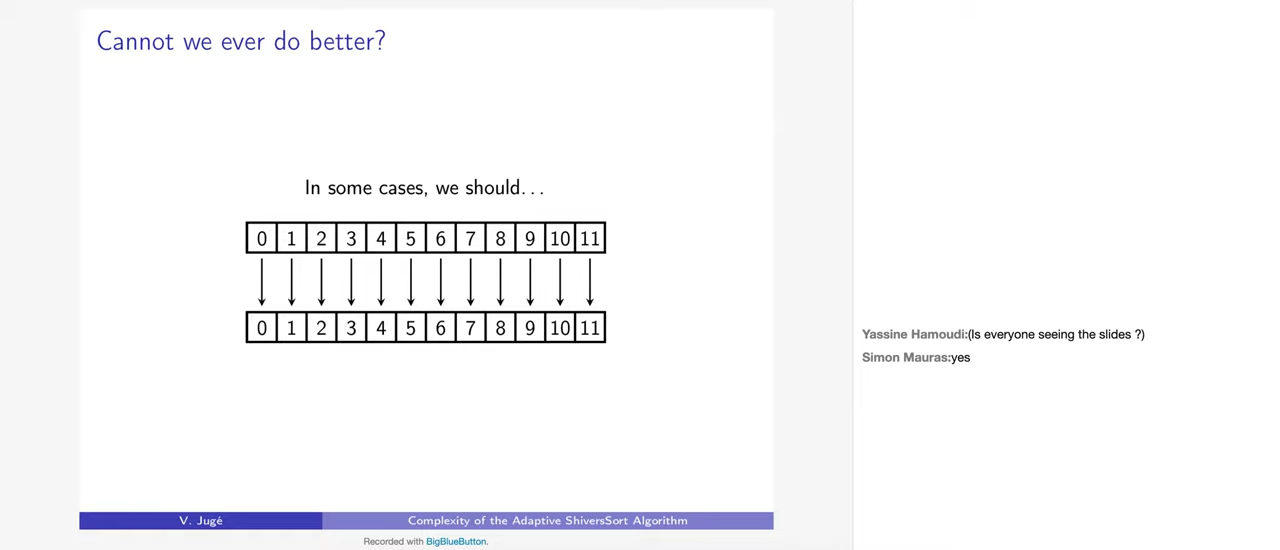 Cannot we ever do better?
In some cases, we should...
0 1 2 3 4 5 6 7 8 9 10 11
0 1 2 3 4 5 6 7 8 9 10 11
V. Jugé Complexity of the Adaptive ShiversSort Algorithm
Recorded with BigBlueButton.
Yassine Hamoudi:(Is everyone seeing the slides ?)
Simon Mauras:yes